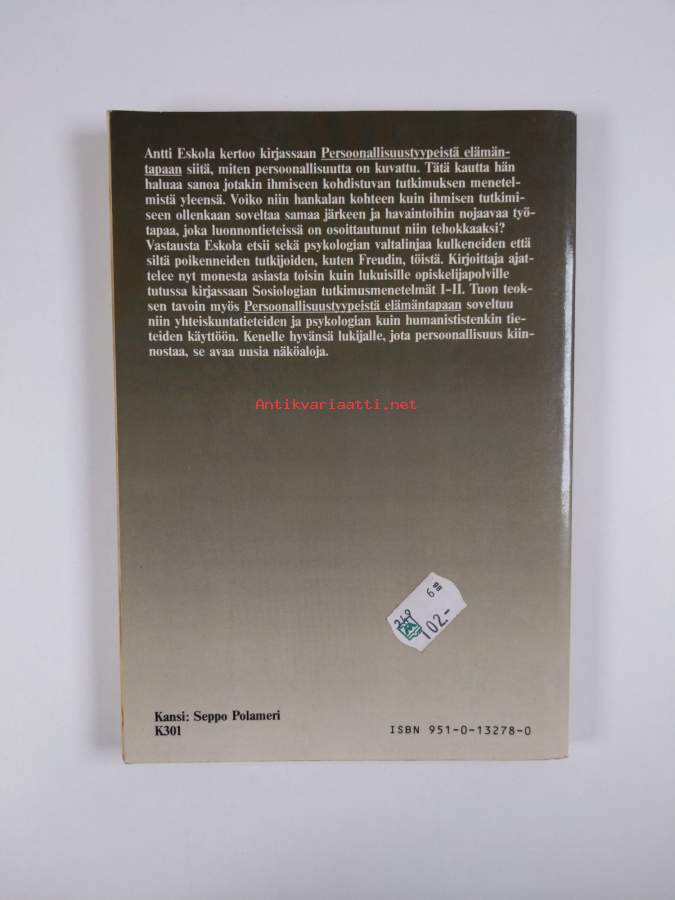 Antti Eskola kertoo kirjassaan Persoonallisuustyypeistä elämän-
tapaan siitä, miten persoonallisuutta on kuvattu. Tätä kautta hän
haluaa sanoa jotakin ihmiseen kohdistuvan tutkimuksen menetel-
mistä yleensä. Voiko niin hankalan kohteen kuin ihmisen tutkimi-
seen ollenkaan soveltaa samaa järkeen ja havaintoihin nojaavaa työ-
tapaa, joka luonnontieteissä on osoittautunut niin tehokkaaksi?
Vastausta Eskola etsii sekä psykologian valtalinjaa kulkeneiden että
siltä poikenneiden tutkijoiden, kuten Freudin, töistä. Kirjoittaja ajat-
telee nyt monesta asiasta toisin kuin lukuisille opiskelijapolville
tutussa kirjassaan Sosiologian tutkimusmenetelmät I–II. Tuon teok-
sen tavoin myös Persoonallisuustyypeistä elämäntapaan soveltuu
niin yhteiskuntatieteiden ja psykologian kuin humanististenkin tie-
teiden käyttöön. Kenelle hyvänsä lukijalle, jota persoonallisuus kiin-
nostaa, se avaa uusia näköaloja.
Antikvariaatti.net
6 88
249
102.-
Kansi: Seppo Polameri
K301
ISBN 951-0-13278-0